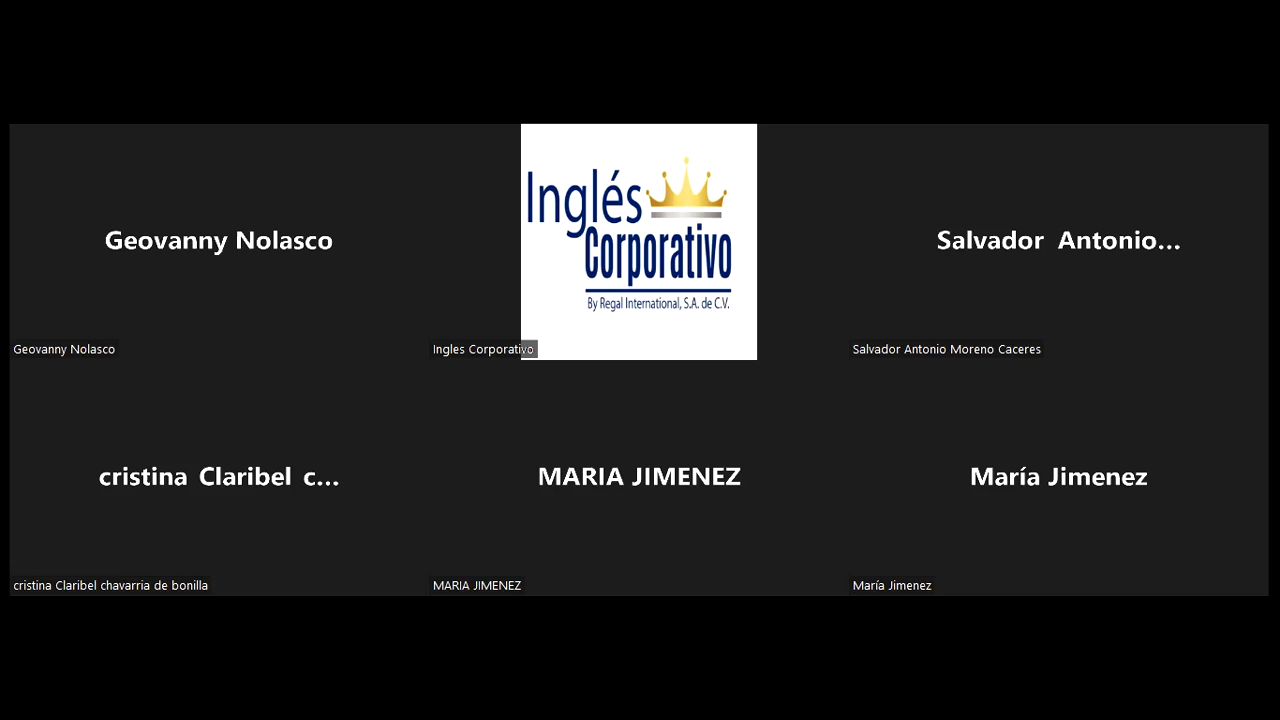 Geovanny Nolasco
Geovanny Nolasco
Inglés
Corporativo
By Regal International, S.A. de C.V.
Ingles Corporativo
Salvador Antonio...
Salvador Antonio Moreno Caceres
cristina Claribel c...
cristina Claribel chavarria de bonilla
MARIA JIMENEZ
MARIA JIMENEZ
María Jimenez
María Jimenez